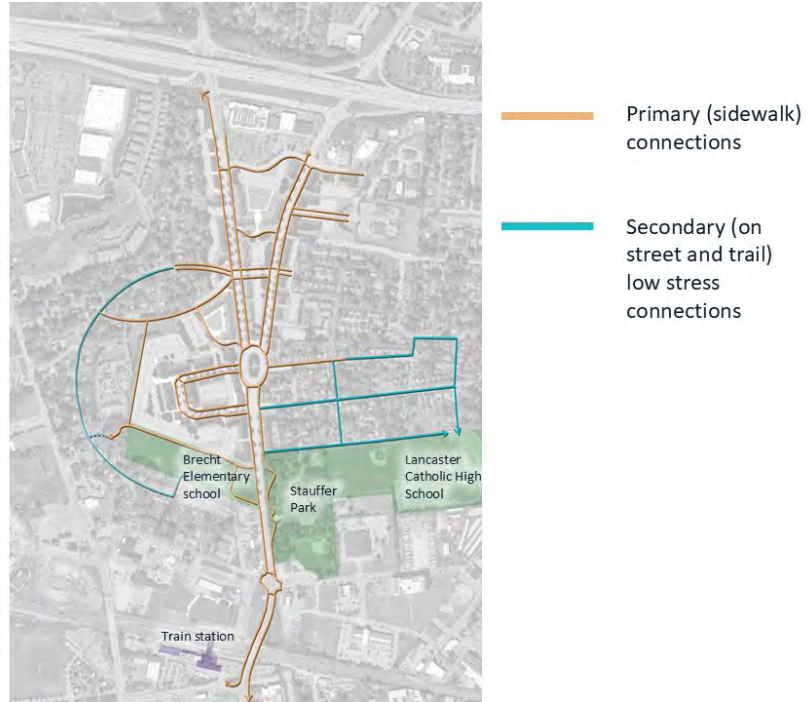 Primary (sidewalk)
connections
Secondary (on
street and trail)
low stress
connections
Brecht
Elementary
school
Stauffer
Park
Lancaster
Catholic High
School
Train station